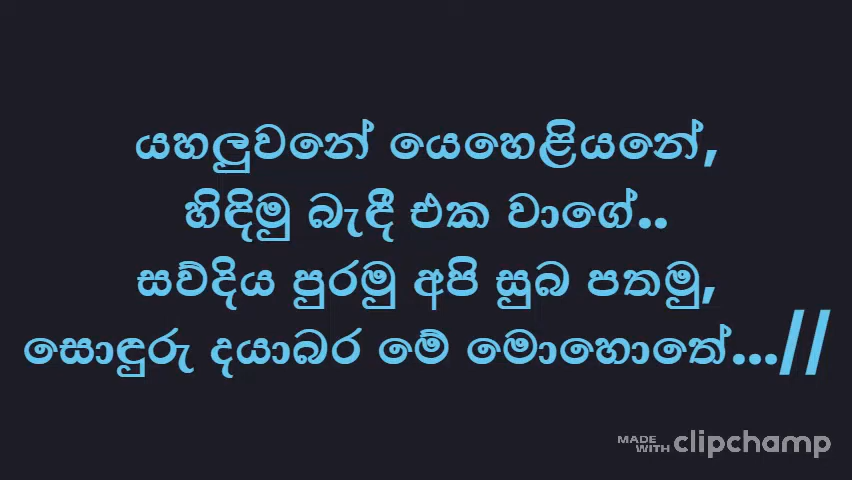 යහලුවනේ යෙහෙළියනේ,
හිඳිමු බැඳී එක වාගේ..
සව්දිය පුරමු අපි සුබ පතමු,
සොඳුරු දයාබර මේ මොහොතේ...//
MADE WITH clipchamp